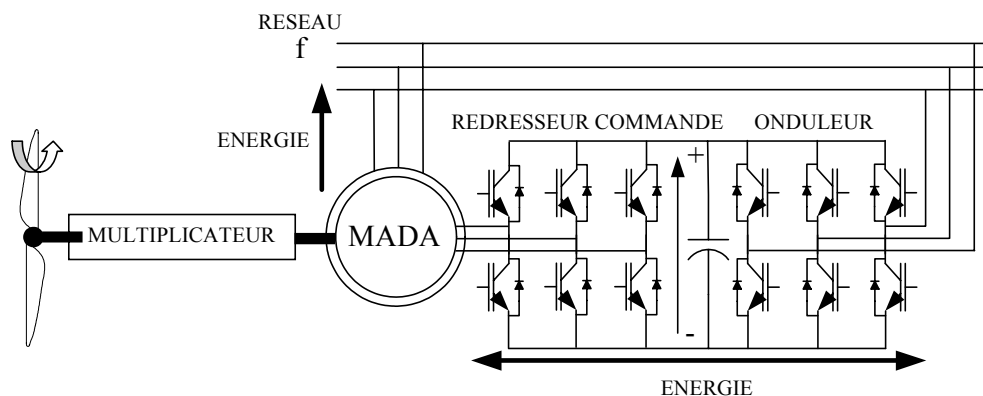 RESEAU
f
ENERGIE
REDRESSEUR COMMANDE
ONDULEUR
+
MULTIPLICATEUR
MADA
-
ENERGIE